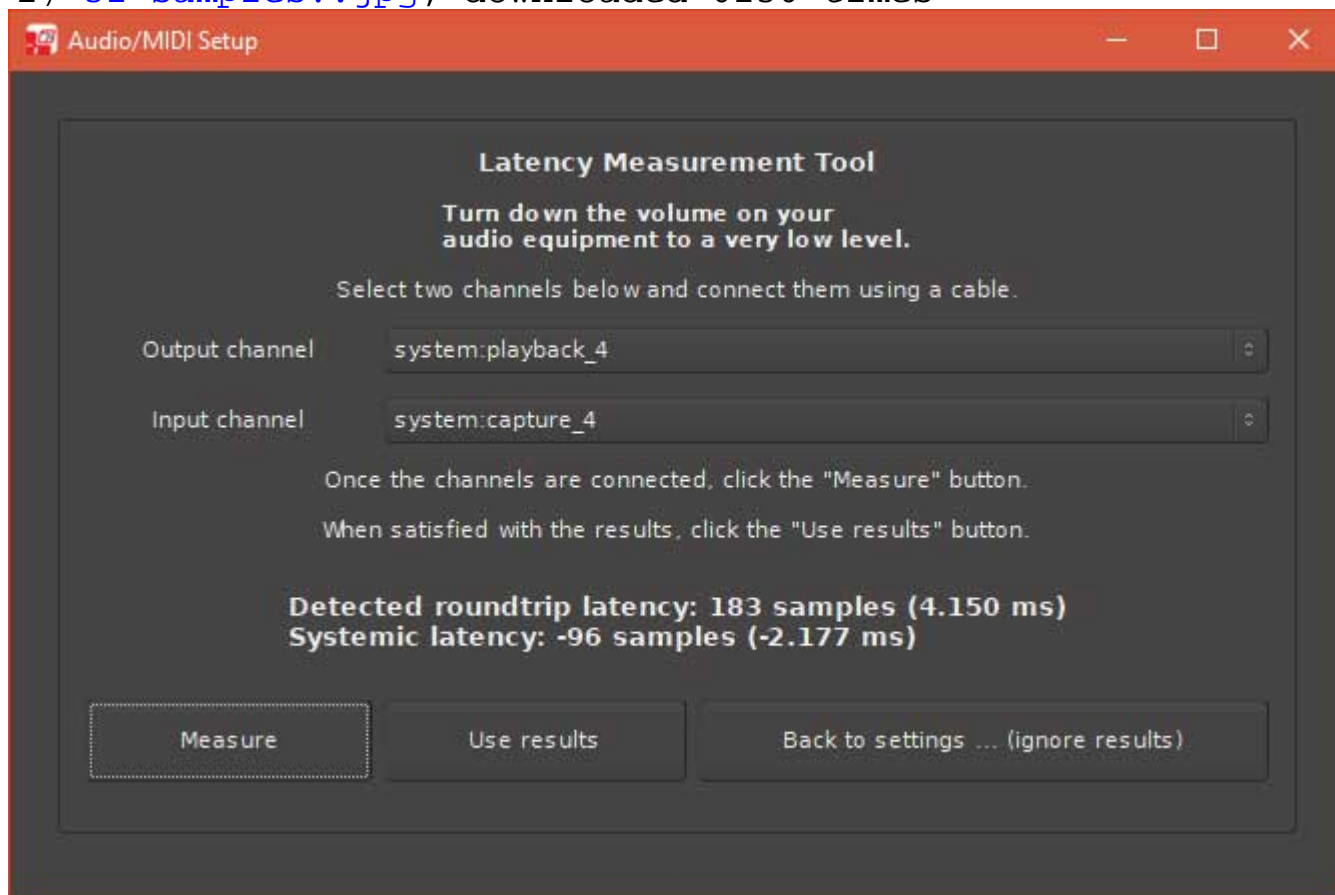 samples..jpg, downloaded times
Audio/MIDI Setup
Latency Measurement Tool
Turn down the volume on your
audio equipment to a very low level.
Select two channels below and connect them using a cable.
Output channel system:playback_4
Input channel system:capture_4
Once the channels are connected, click the "Measure" button.
When satisfied with the results, click the "Use results" button.
Detected roundtrip latency: 183 samples (4.150 ms)
Systemic latency: -96 samples (-2.177 ms)
Measure Use results Back to settings ... (ignore results)